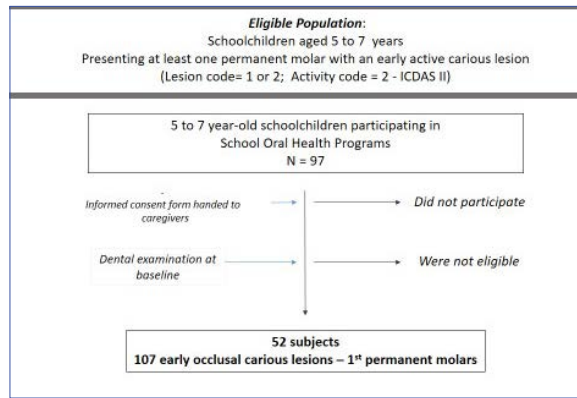 Eligible Population:
Schoolchildren aged 5 to 7 years
Presenting at least one permanent molar with an early active carious lesion
(Lesion code= 1 or 2; Activity code = 2 - ICDAS II)
5 to 7 year-old schoolchildren participating in
School Oral Health Programs
N = 97
Informed consent form handed to
caregivers
Did not participate
Dental examination at
baseline
Were not eligible
52 subjects
107 early occlusal carious lesions – 1st permanent molars